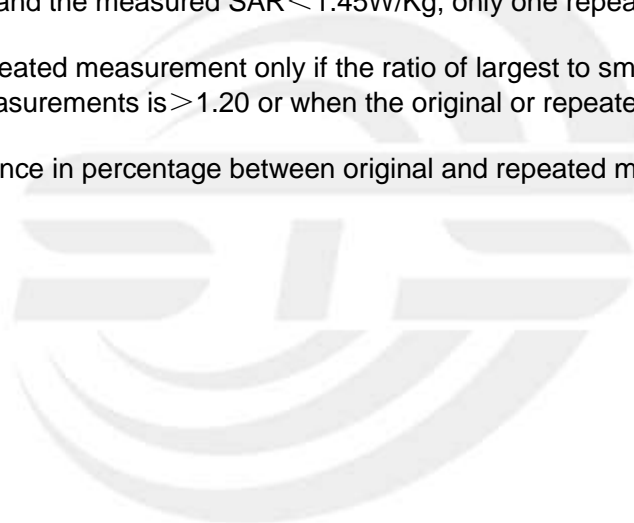 and the measured SAR＜1.45W/Kg, only one repea
eated measurement only if the ratio of largest to sm
easurements is＞1.20 or when the original or repeate
nce in percentage between original and repeated m